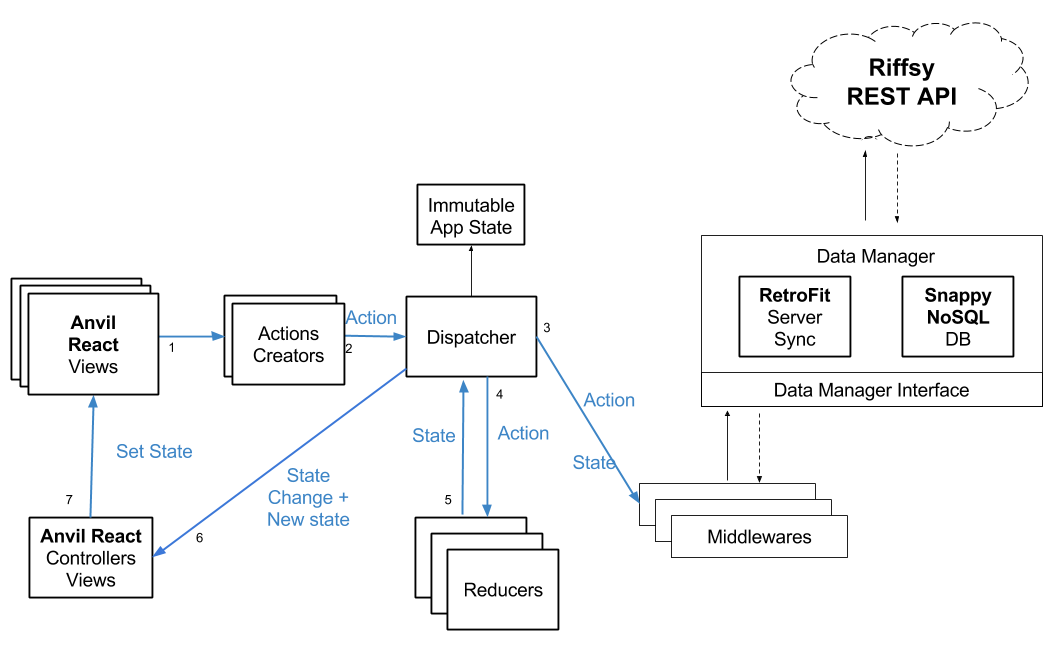 Riffsy
REST API
Immutable
App State
Data Manager
RetroFit
Server
Sync
Snappy
NoSQL
DB
Data Manager Interface
Anvil
React
Views
1
Actions
Creators
Action
2
Dispatcher
3
Action
State
4
Action
State
5
Set State
State
Change +
New state
6
7
Anvil React
Controllers
Views
Reducers
Middlewares